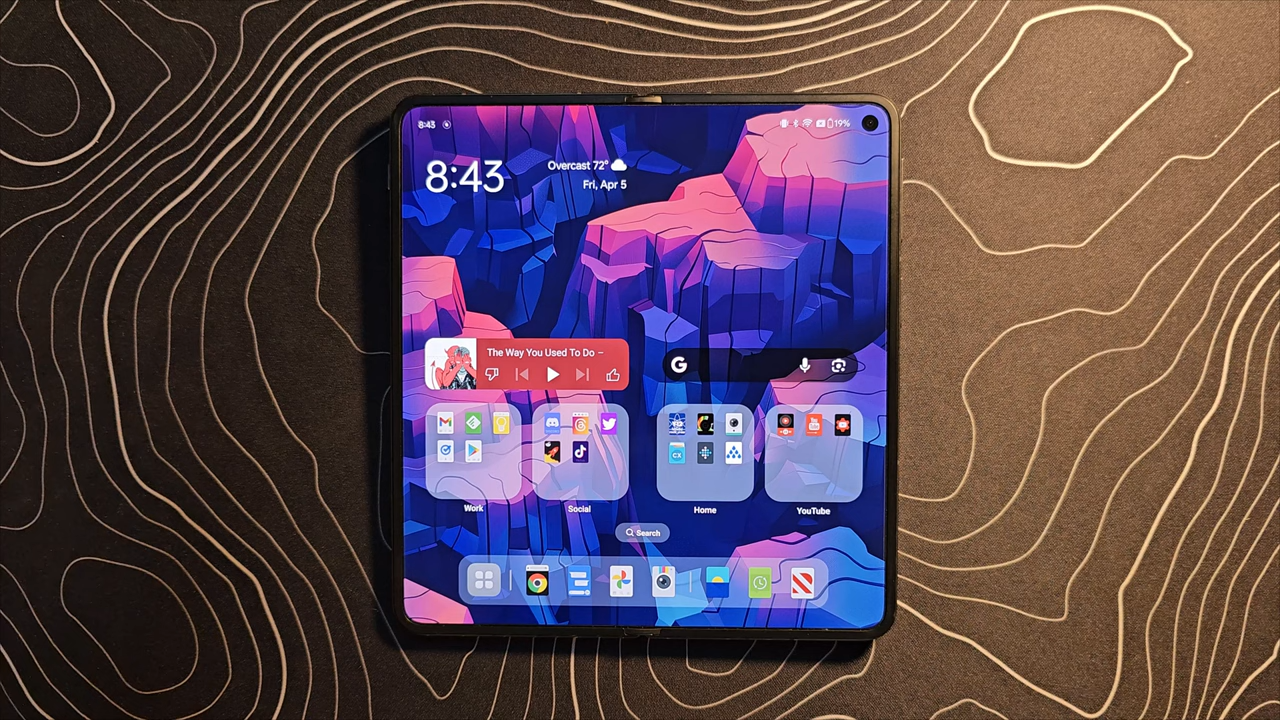 8:43
19%
8:43
Overcast 72°
Fri, Apr 5
The Way You Used To Do –
G
Work
Social
Home
YouTube
Search